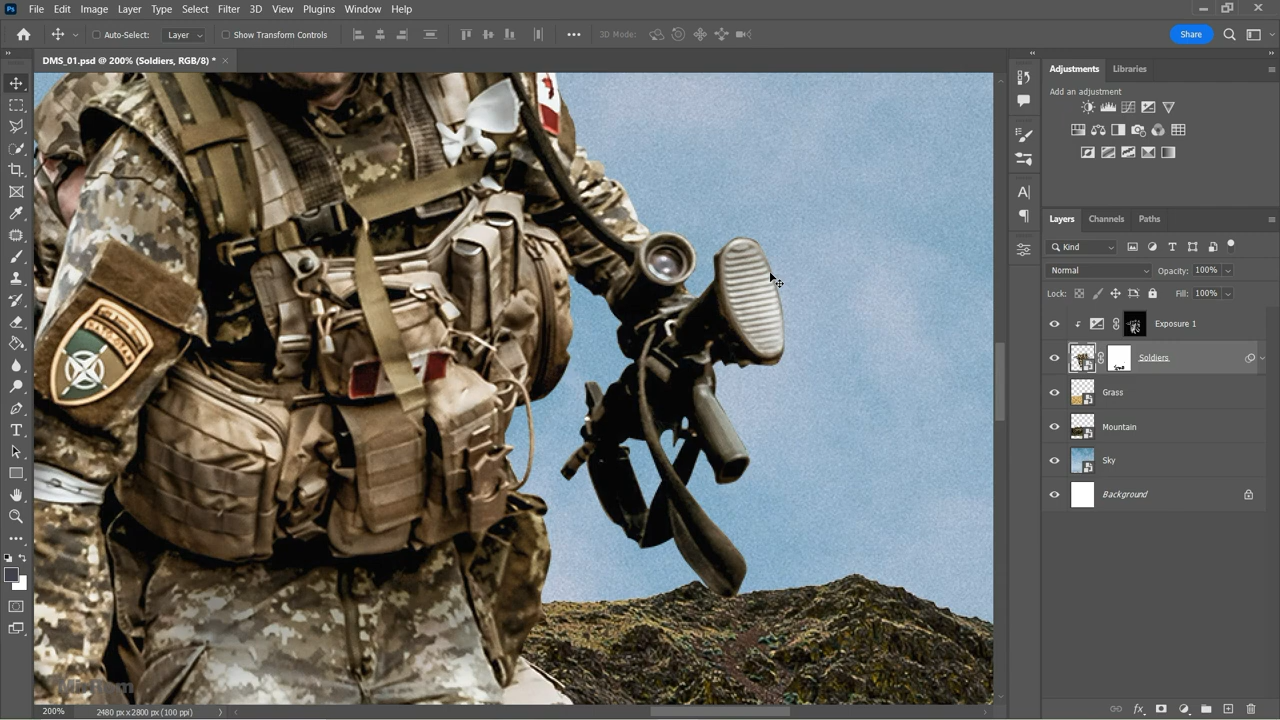 Ps File Edit Image Layer Type Select Filter 3D View Plugins Window Help
Auto-Select: Layer Show Transform Controls 3D Mode: Share
DMS_01.psd @ 200% (Soldiers, RGB/8) *
Adjustments Libraries
Add an adjustment
Layers Channels Paths
Kind
Normal Opacity: 100%
Lock: Fill: 100%
Exposure 1
Soldiers
Grass
Mountain
Sky
Background
200% 2480 px x 2800 px (100 ppi)